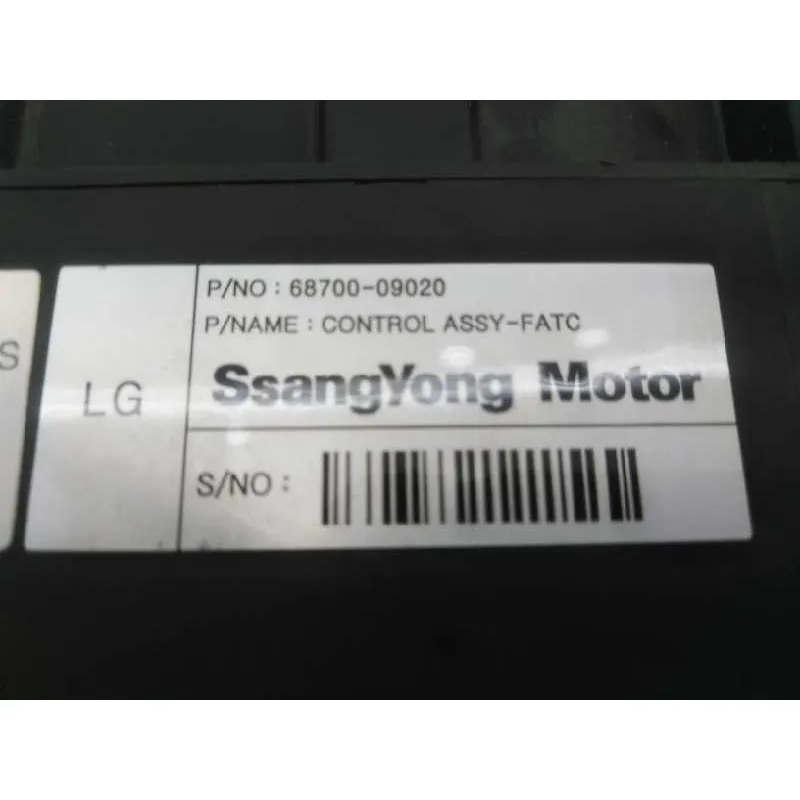 S
LG
P/NO : 68700-09020
P/NAME : CONTROL ASSY-FATC
SsangYong Motor
S/NO :